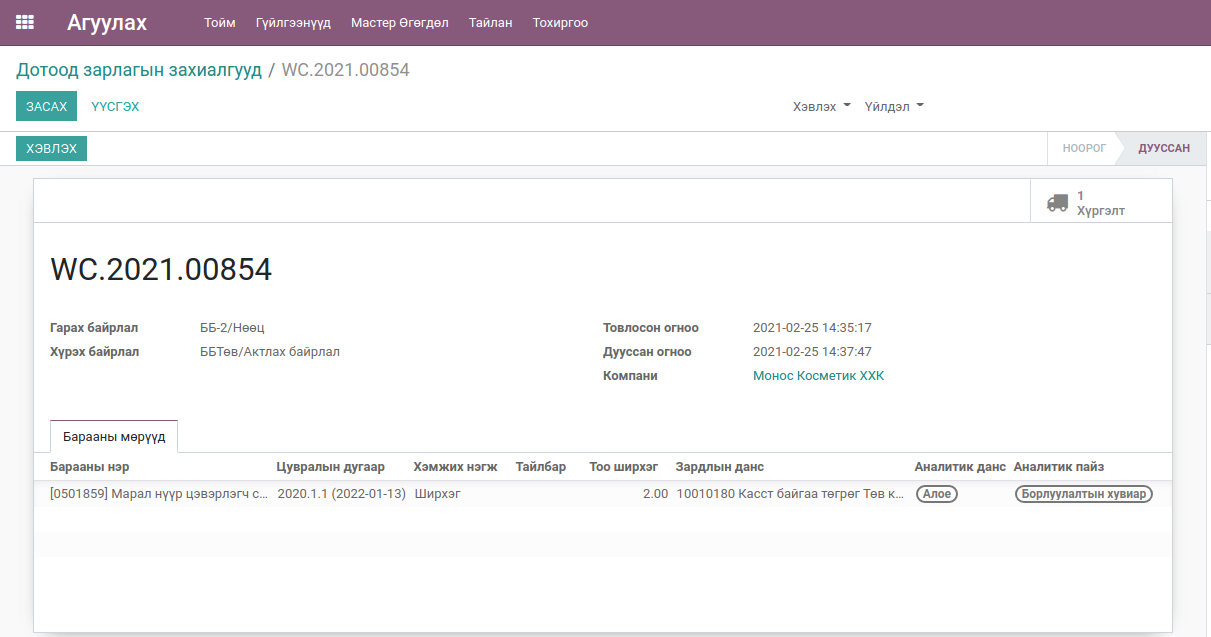 Агуулах Тойм Гүйлгээнүүд Мастер Өгөгдөл Тайлан Тохиргоо
Дотоод зарлагын захиалгууд / WC.2021.00854
ЗАСАХ ҮҮСГЭХ Хэвлэх Үйлдэл
ХЭВЛЭХ НООРОГ ДУУССАН
1
Хүргэлт
WC.2021.00854
Гарах байрлал ББ-2/Нөөц Товлосон огноо 2021-02-25 14:35:17
Хүрэх байрлал ББТөв/Актлах байрлал Дууссан огноо 2021-02-25 14:37:47
Компани Монос Косметик ХХК
Барааны мөрүүд
Барааны нэр Цувралын дугаар Хэмжих нэгж Тайлбар Тоо ширхэг Зардлын данс Аналитик данс Аналитик пайз
[0501859] Марал нүүр цэвэрлэгч с... 2020.1.1 (2022-01-13) Ширхэг 2.00 10010180 Касст байгаа төгрөг Төв к... Алое Борлуулалтын хувиар